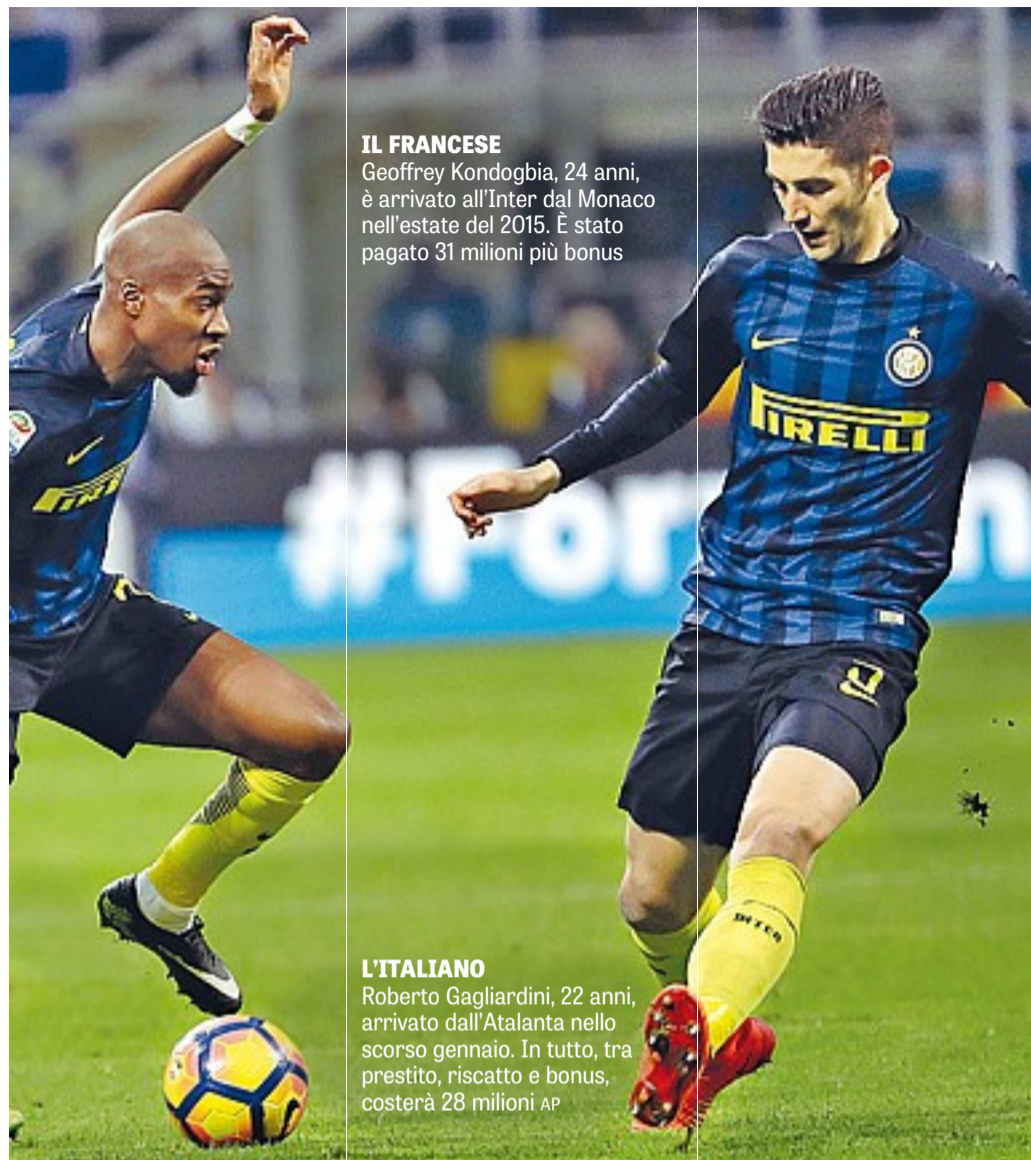 IL FRANCESE
Geoffrey Kondogbia, 24 anni,
è arrivato all'Inter dal Monaco
nell'estate del 2015. È stato
pagato 31 milioni più bonus
PIRELLI
#For
L'ITALIANO
Roberto Gagliardini, 22 anni,
arrivato dall'Atalanta nello
scorso gennaio. In tutto, tra
prestito, riscatto e bonus,
costerà 28 milioni AP
INTER